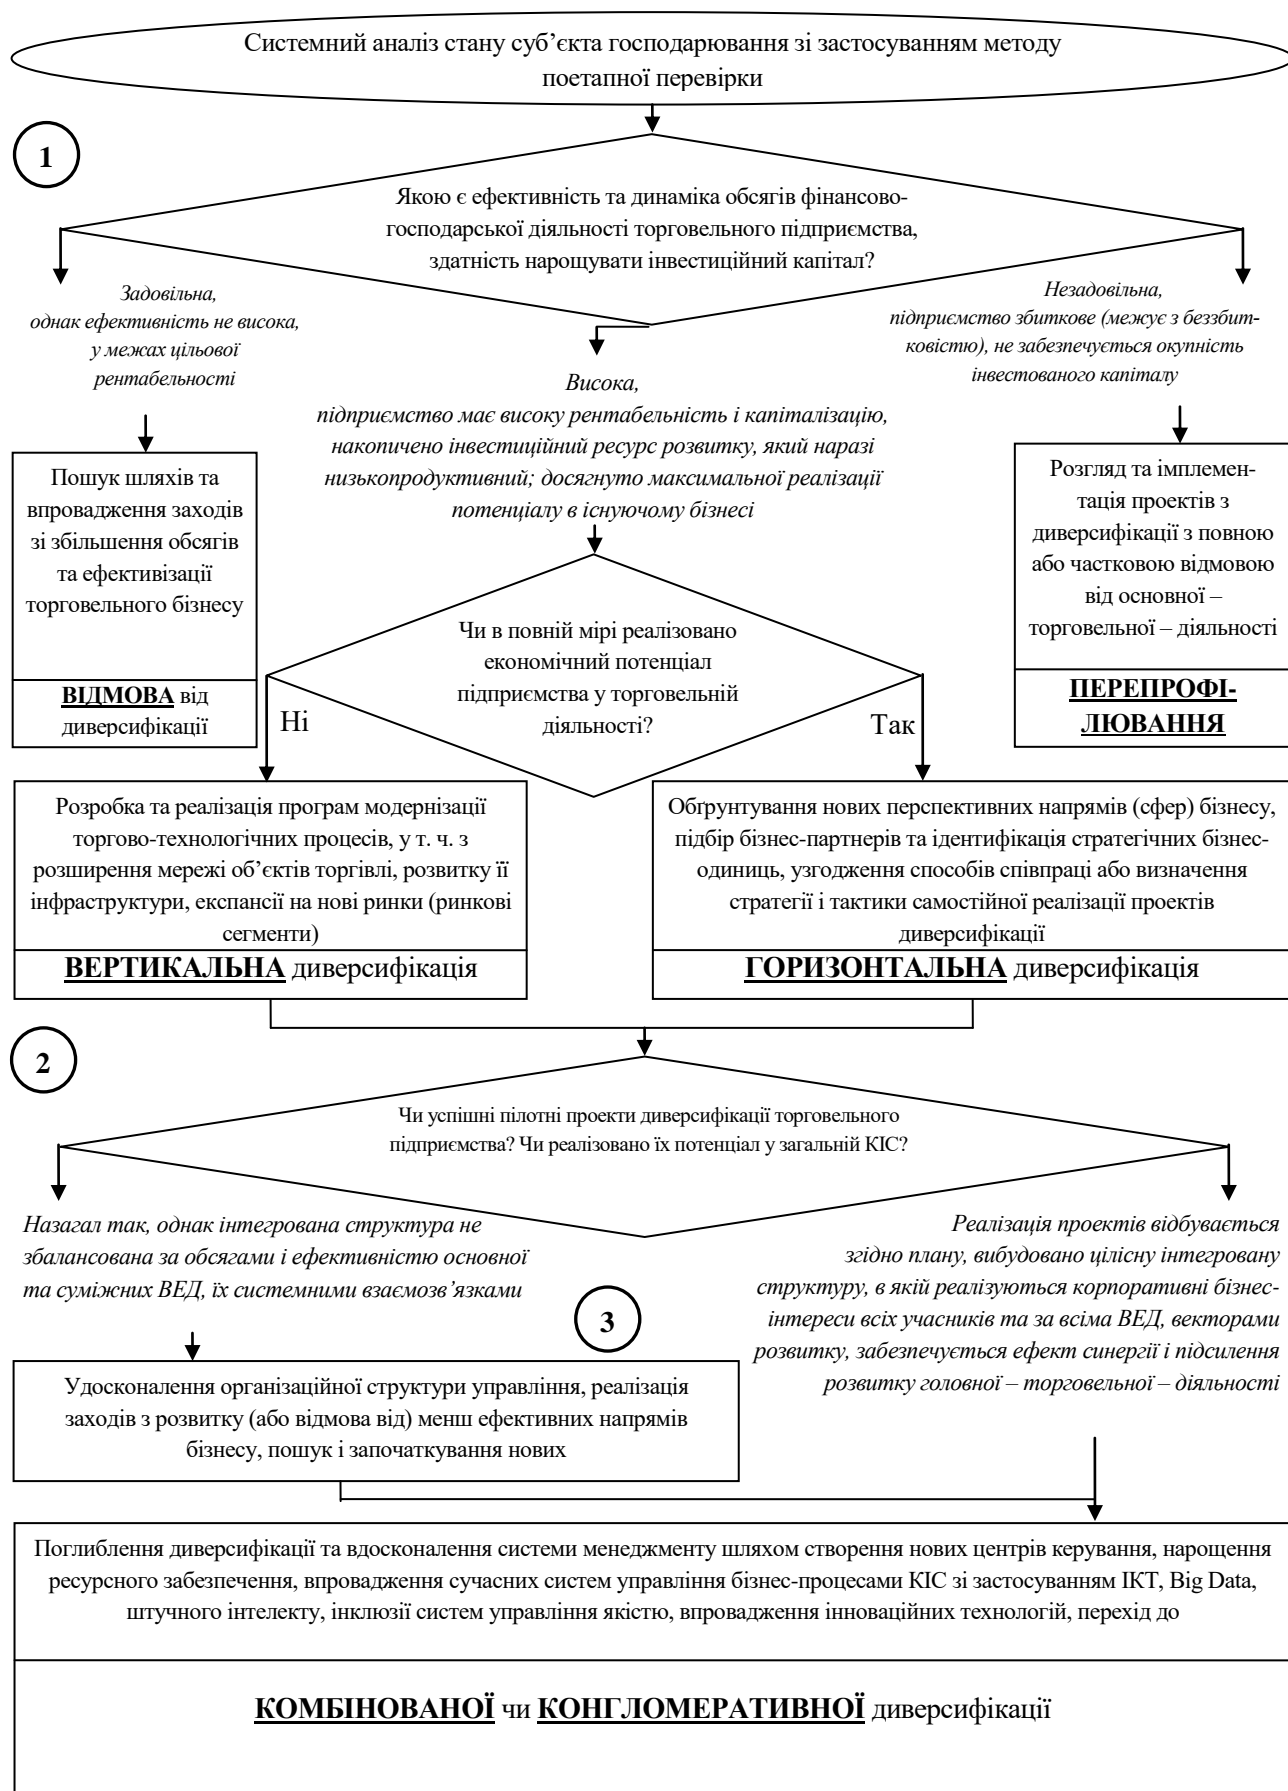 Системний аналіз стану суб’єкта господарювання зі застосуванням методу
поетапної перевірки
1
Якою є ефективність та динаміка обсягів фінансово-
господарської діяльності торговельного підприємства,
здатність нарощувати інвестиційний капітал?
Задовільна,
однак ефективність не висока,
у межах цільової
рентабельності
Висока,
підприємство має високу рентабельність і капіталізацію,
накопичено інвестиційний ресурс розвитку, який наразі
низькопродуктивний; досягнуто максимальної реалізації
потенціалу в існуючому бізнесі
Незадовільна,
підприємство збиткове (межує з беззбит-
ковістю), не забезпечується окупність
інвестованого капіталу
Пошук шляхів та
впровадження заходів
зі збільшення обсягів
та ефективізації
торговельного бізнесу
ВІДМОВА від
диверсифікації
Чи в повній мірі реалізовано
економічний потенціал
підприємства у торговельній
діяльності?
Ні
Так
Розгляд та імплемен-
тація проектів з
диверсифікації з повною
або частковою відмовою
від основної –
торговельної – діяльності
ПЕРЕПРОФІ-
ЛЮВАННЯ
Розробка та реалізація програм модернізації
торгово-технологічних процесів, у т. ч. з
розширення мережі об’єктів торгівлі, розвитку її
інфраструктури, експансії на нові ринки (ринкові
сегменти)
ВЕРТИКАЛЬНА диверсифікація
Обґрунтування нових перспективних напрямів (сфер) бізнесу,
підбір бізнес-партнерів та ідентифікація стратегічних бізнес-
одиниць, узгодження способів співпраці або визначення
стратегії і тактики самостійної реалізації проектів
диверсифікації
ГОРИЗОНТАЛЬНА диверсифікація
2
Чи успішні пілотні проекти диверсифікації торговельного
підприємства? Чи реалізовано їх потенціал у загальній КІС?
Назагал так, однак інтегрована структура не
збалансована за обсягами і ефективністю основної
та суміжних ВЕД, їх системними взаємозв’язками
Реалізація проектів відбувається
згідно плану, вибудовано цілісну інтегровану
структуру, в якій реалізуються корпоративні бізнес-
інтереси всіх учасників та за всіма ВЕД, векторами
розвитку, забезпечується ефект синергії і підсилення
розвитку головної – торговельної – діяльності
3
Удосконалення організаційної структури управління, реалізація
заходів з розвитку (або відмова від) менш ефективних напрямів
бізнесу, пошук і започаткування нових
Поглиблення диверсифікації та вдосконалення системи менеджменту шляхом створення нових центрів керування, нарощення
ресурсного забезпечення, впровадження сучасних систем управління бізнес-процесами КІС зі застосуванням ІКТ, Big Data,
штучного інтелекту, інклюзії систем управління якістю, впровадження інноваційних технологій, перехід до
КОМБІНОВАНОЇ чи КОНГЛОМЕРАТИВНОЇ диверсифікації